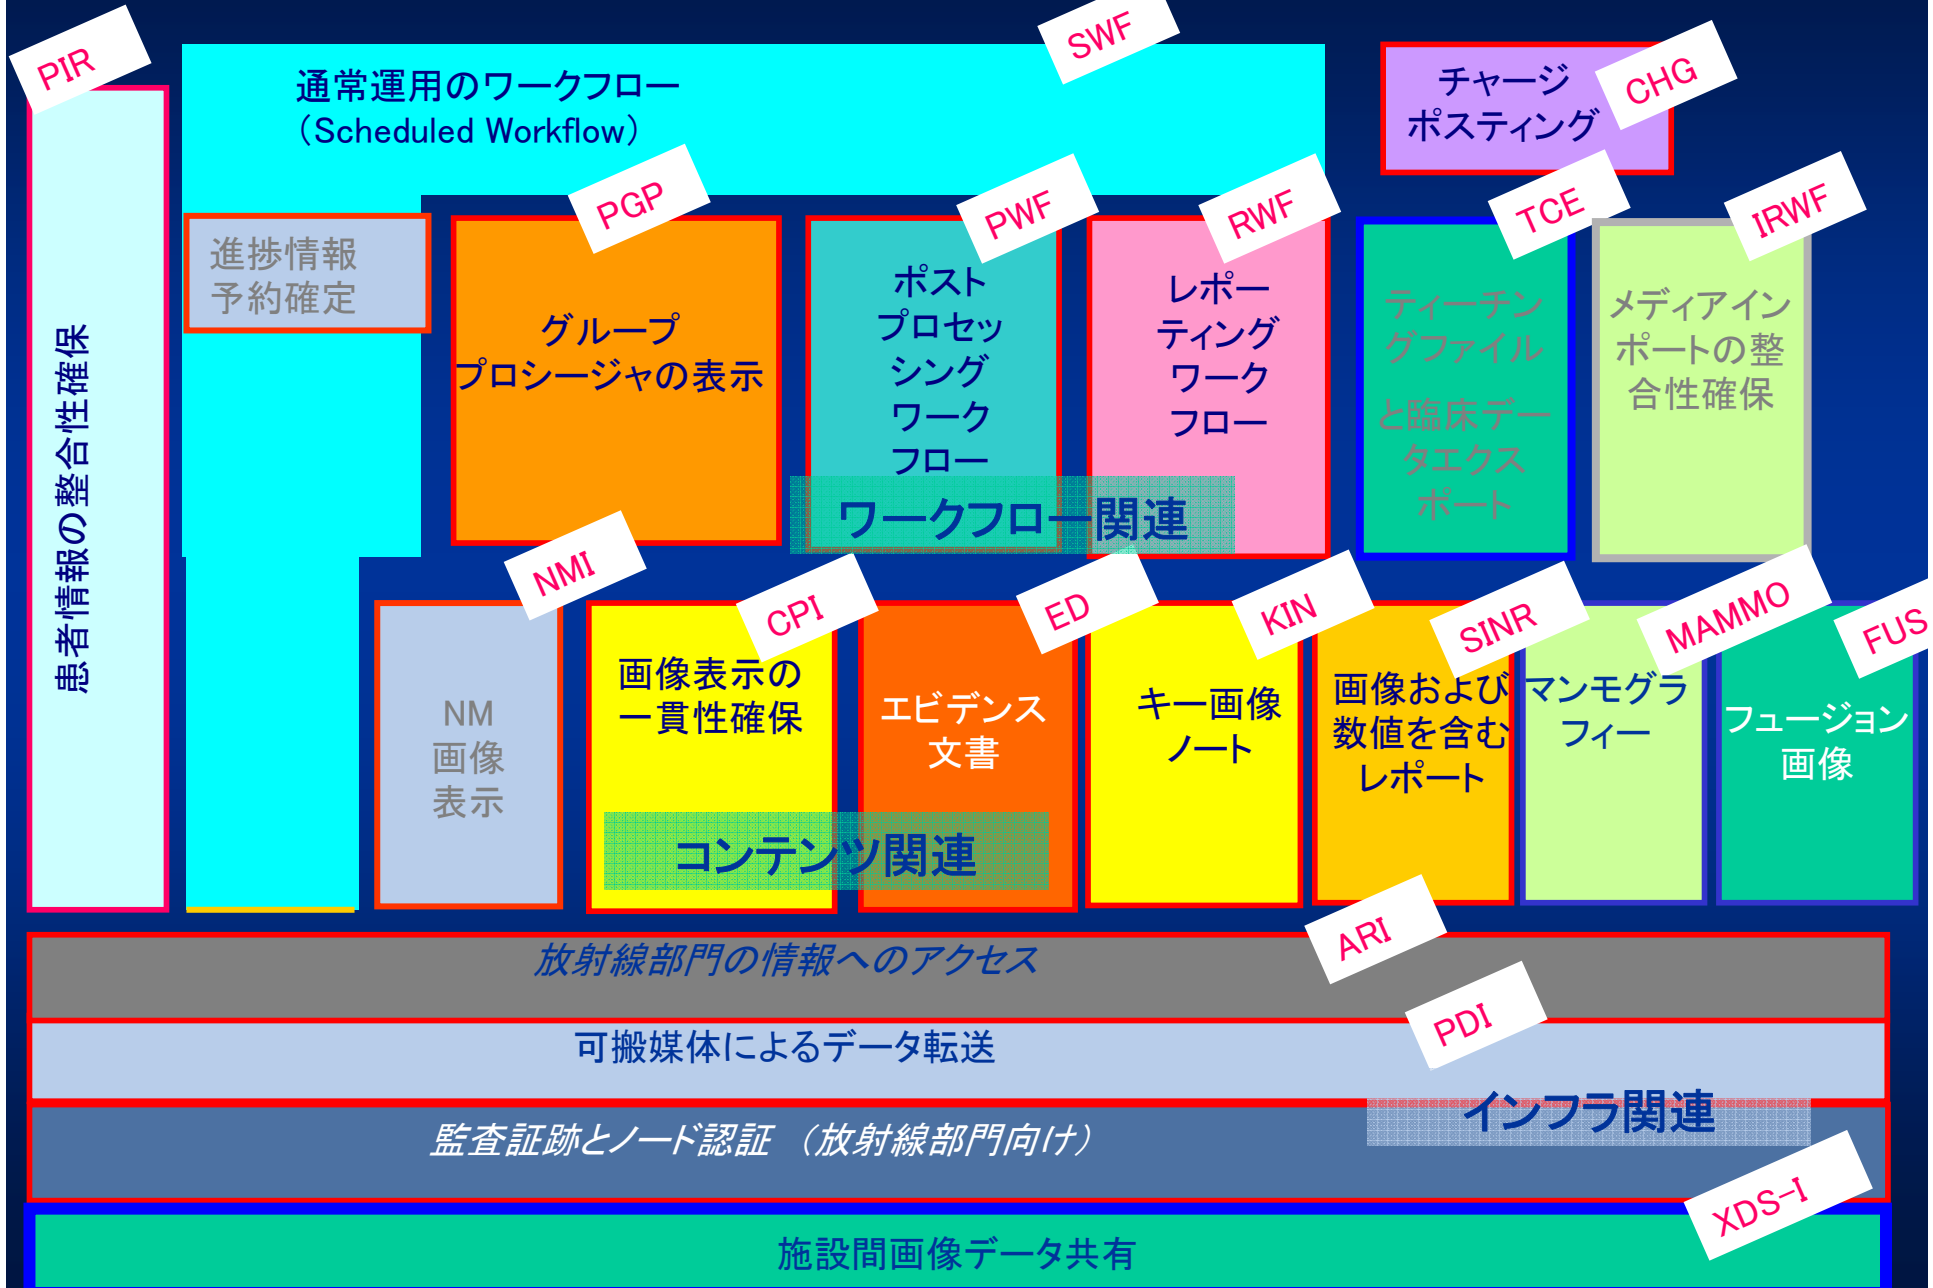 PIR
SWF
通常運用のワークフロー
（Scheduled Workflow）
チャージ
ポスティング
CHG
患者情報の整合性確保
進捗情報
予約確定
PGP
グループ
プロシージャの表示
PWF
ポスト
プロセッ
シング
ワーク
フロー
RWF
レポー
ティング
ワーク
フロー
TCE
ティーチン
グファイル
と臨床デー
タエクス
ポート
IRWF
メディアイン
ポートの整
合性確保
ワークフロー関連
NMI
NM
画像
表示
CPI
画像表示の
一貫性確保
ED
エビデンス
文書
KIN
キー画像
ノート
SINR
画像および
数値を含む
レポート
MAMMO
マンモグラ
フィー
FUS
フュージョン
画像
コンテンツ関連
ARI
放射線部門の情報へのアクセス
PDI
可搬媒体によるデータ転送
インフラ関連
監査証跡とノード認証 （放射線部門向け）
XDS-I
施設間画像データ共有